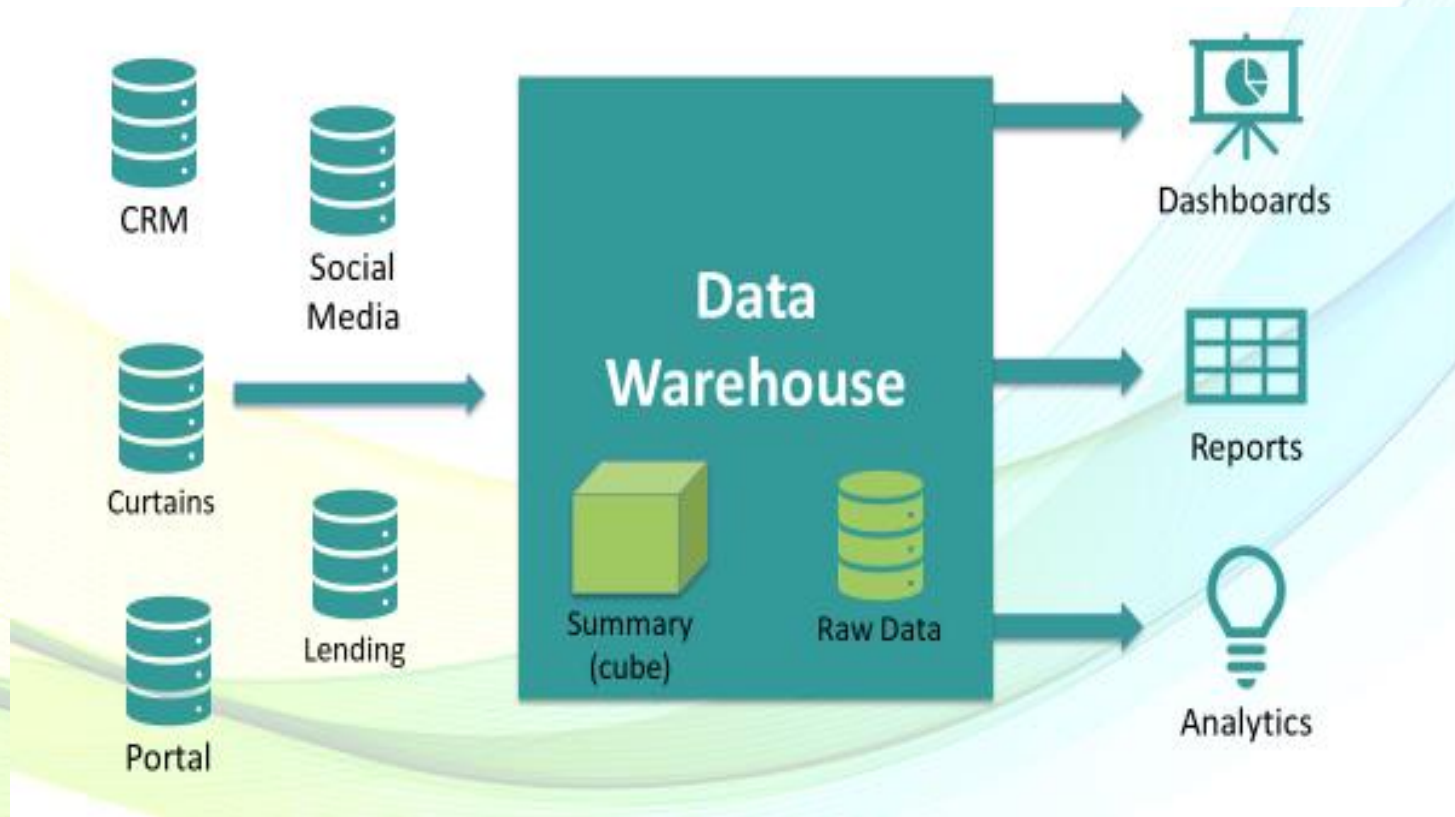 CRM
Social
Media
Curtains
Lending
Portal
Data
Warehouse
Summary
(cube)
Raw Data
Dashboards
Reports
Analytics